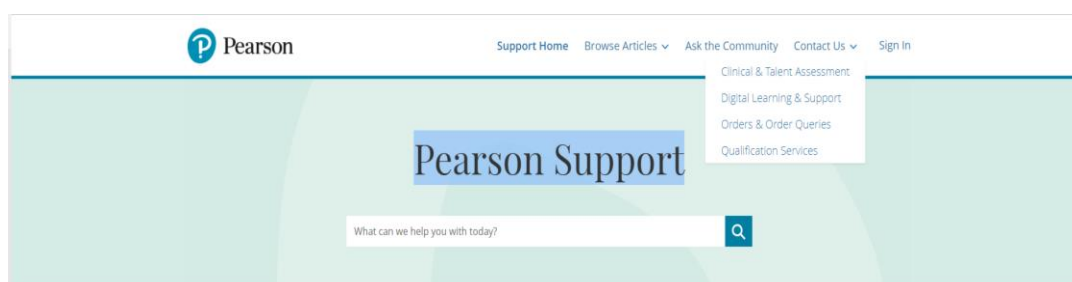 Pearson
Support Home Browse Articles Ask the Community Contact Us Sign In
Clinical & Talent Assessment
Digital Learning & Support
Orders & Order Queries
Qualification Services
Pearson Support
What can we help you with today?